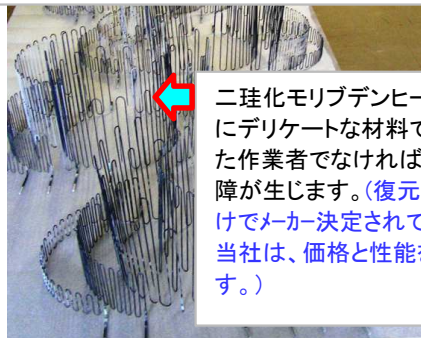 二珪化モリブデンヒー
にデリケートな材料で
た作業者でなければ
障が生じます。(復元
けでメーカー決定されて
当社は、価格と性能を
す。)